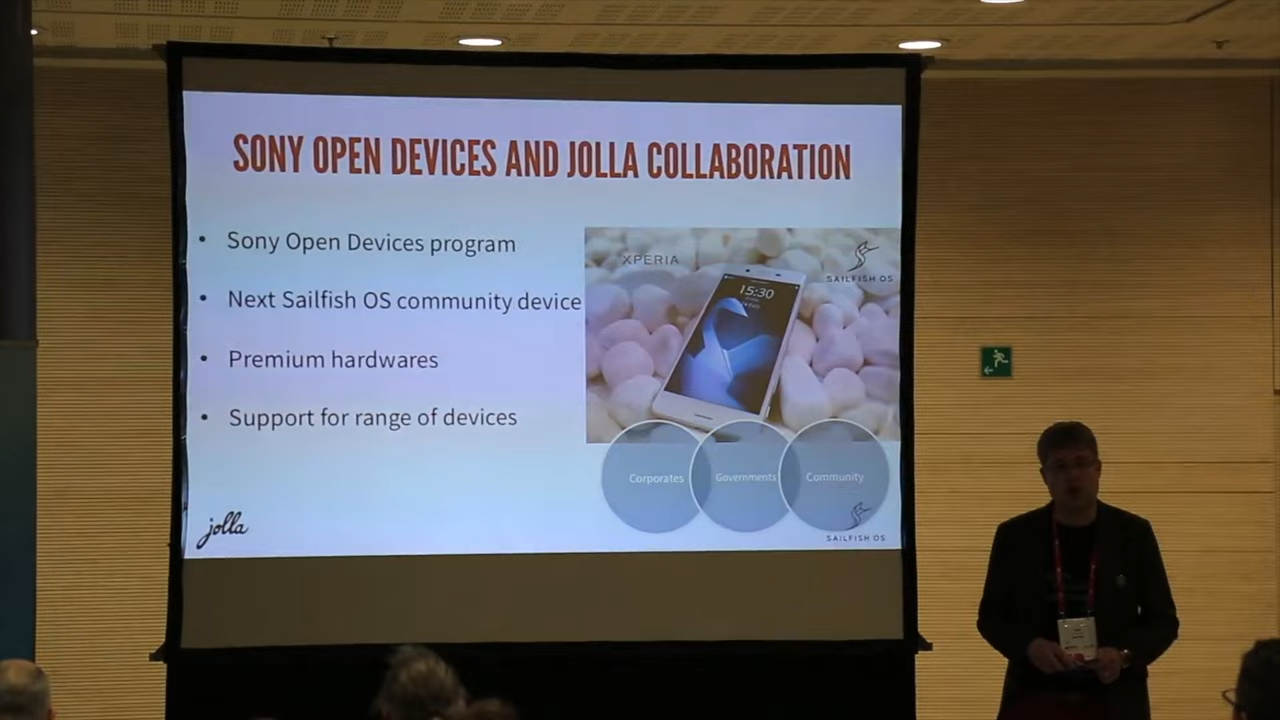 SONY OPEN DEVICES AND JOLLA COLLABORATION
• Sony Open Devices program
• Next Sailfish OS community device
• Premium hardwares
• Support for range of devices
XPERIA
SAILFISH OS
15:30
Corporates
Governments
Community
jolla
SAILFISH OS